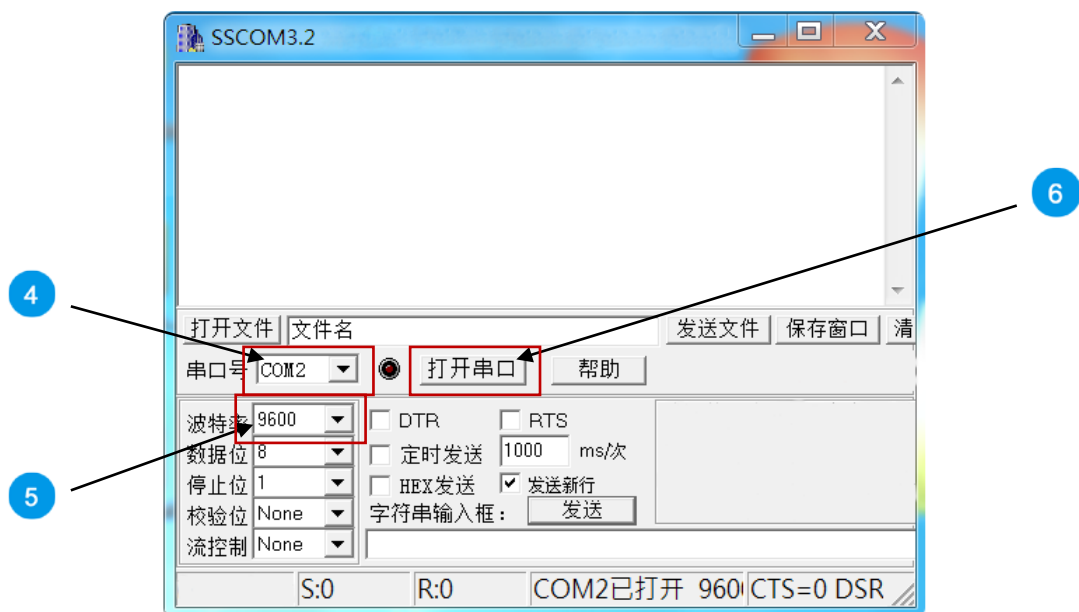 SSCOM3.2
6
4
打开文件 文件名 发送文件 保存窗口 清
串口号 COM2 打开串口 帮助
波特率 9600 DTR RTS
数据位 8 定时发送 1000 ms/次
5
停止位 1 HEX发送 发送新行
校验位 None 字符串输入框: 发送
流控制 None
S:0 R:0 COM2已打开 960 CTS=0 DSR